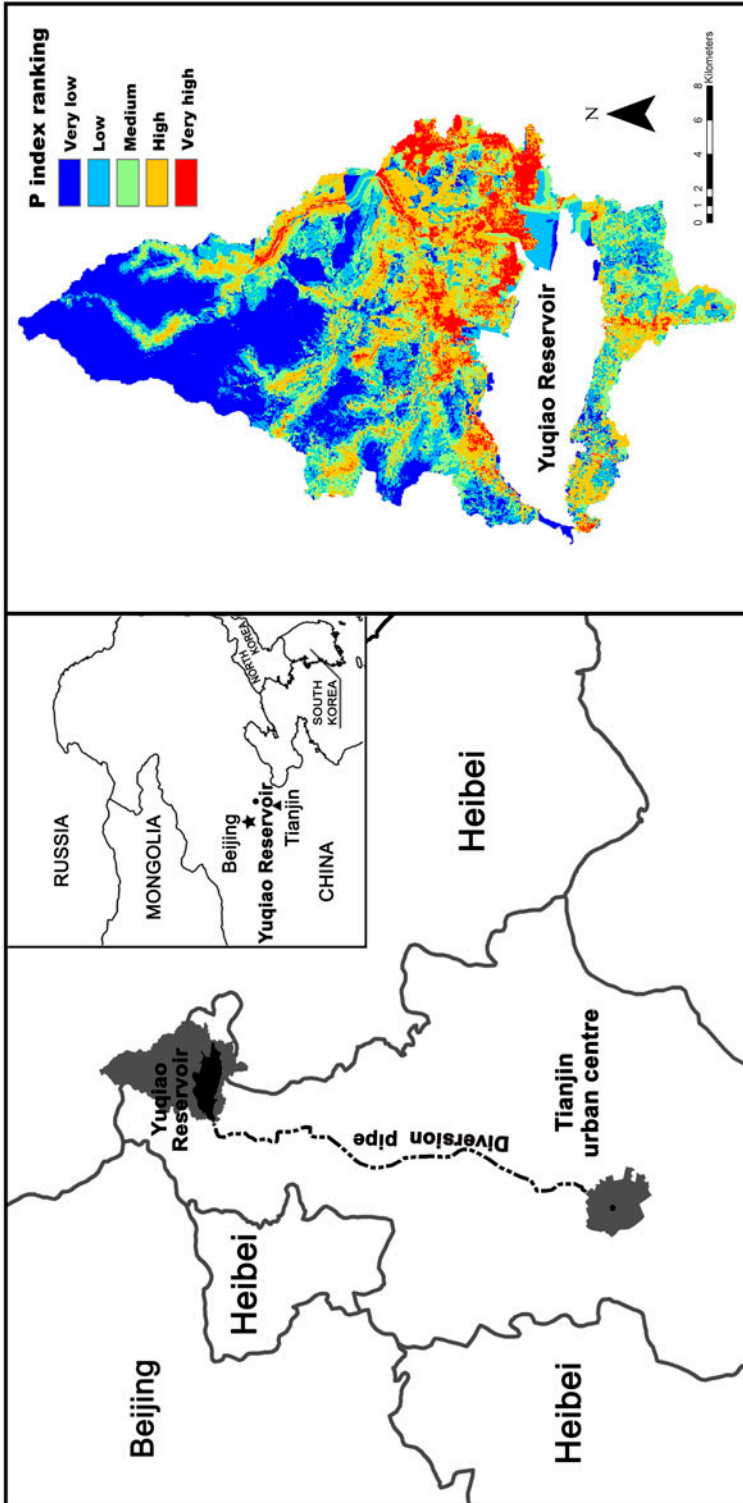 Beijing
Heibei
Heibei
Heibei
Yuqiao
Reservoir
Diversion pipe
Tianjin
urban centre
RUSSIA
MONGOLIA
CHINA
Beijing
Yuqiao Reservoir
Tianjin
NORTH
KOREA
SOUTH
KOREA
P index ranking
Very low
Low
Medium
High
Very high
Yuqiao Reservoir
N
0 1 2 4 6 8
Kilometers